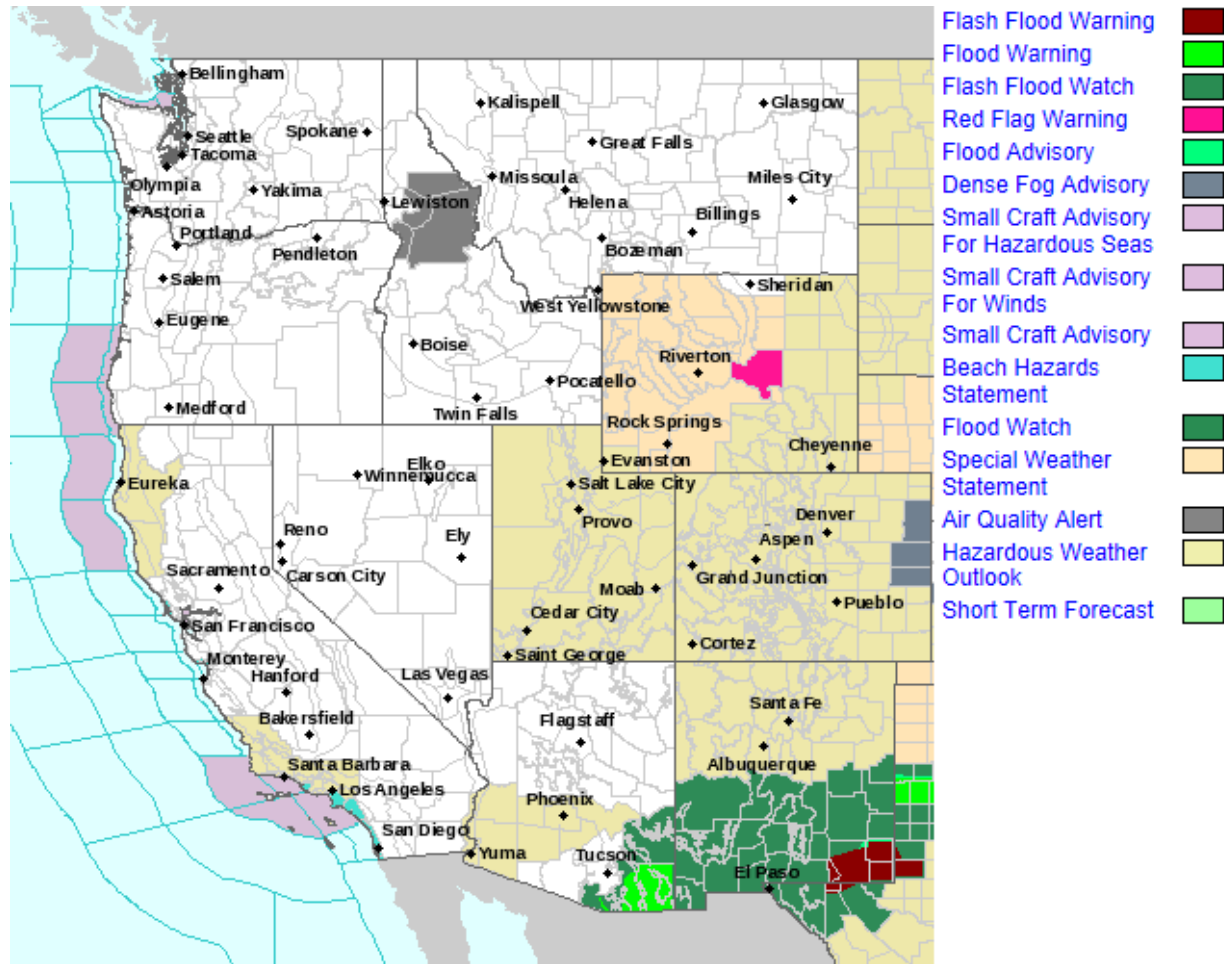 Bellingham
Seattle
Tacoma
Olympia
Spokane
Yakima
Astoria
Portland
Pendleton
Salem
Eugene
Medford
Lewiston
Kalispell
Glasgow
Great Falls
Missoula
Helena
Miles City
Billings
Bozeman
West Yellowstone
Sheridan
Boise
Pocatello
Twin Falls
Riverton
Rock Springs
Evanston
Cheyenne
Eureka
Winnemucca
Elko
Reno
Ely
Carson City
Sacramento
San Francisco
Monterey
Hanford
Bakersfield
Las Vegas
Santa Barbara
Los Angeles
San Diego
Salt Lake City
Provo
Moab
Cedar City
Saint George
Denver
Aspen
Grand Junction
Pueblo
Cortez
Flagstaff
Phoenix
Yuma
Tucson
Santa Fe
Albuquerque
El Paso
Flash Flood Warning
Flood Warning
Flash Flood Watch
Red Flag Warning
Flood Advisory
Dense Fog Advisory
Small Craft Advisory
For Hazardous Seas
Small Craft Advisory
For Winds
Small Craft Advisory
Beach Hazards
Statement
Flood Watch
Special Weather
Statement
Air Quality Alert
Hazardous Weather
Outlook
Short Term Forecast